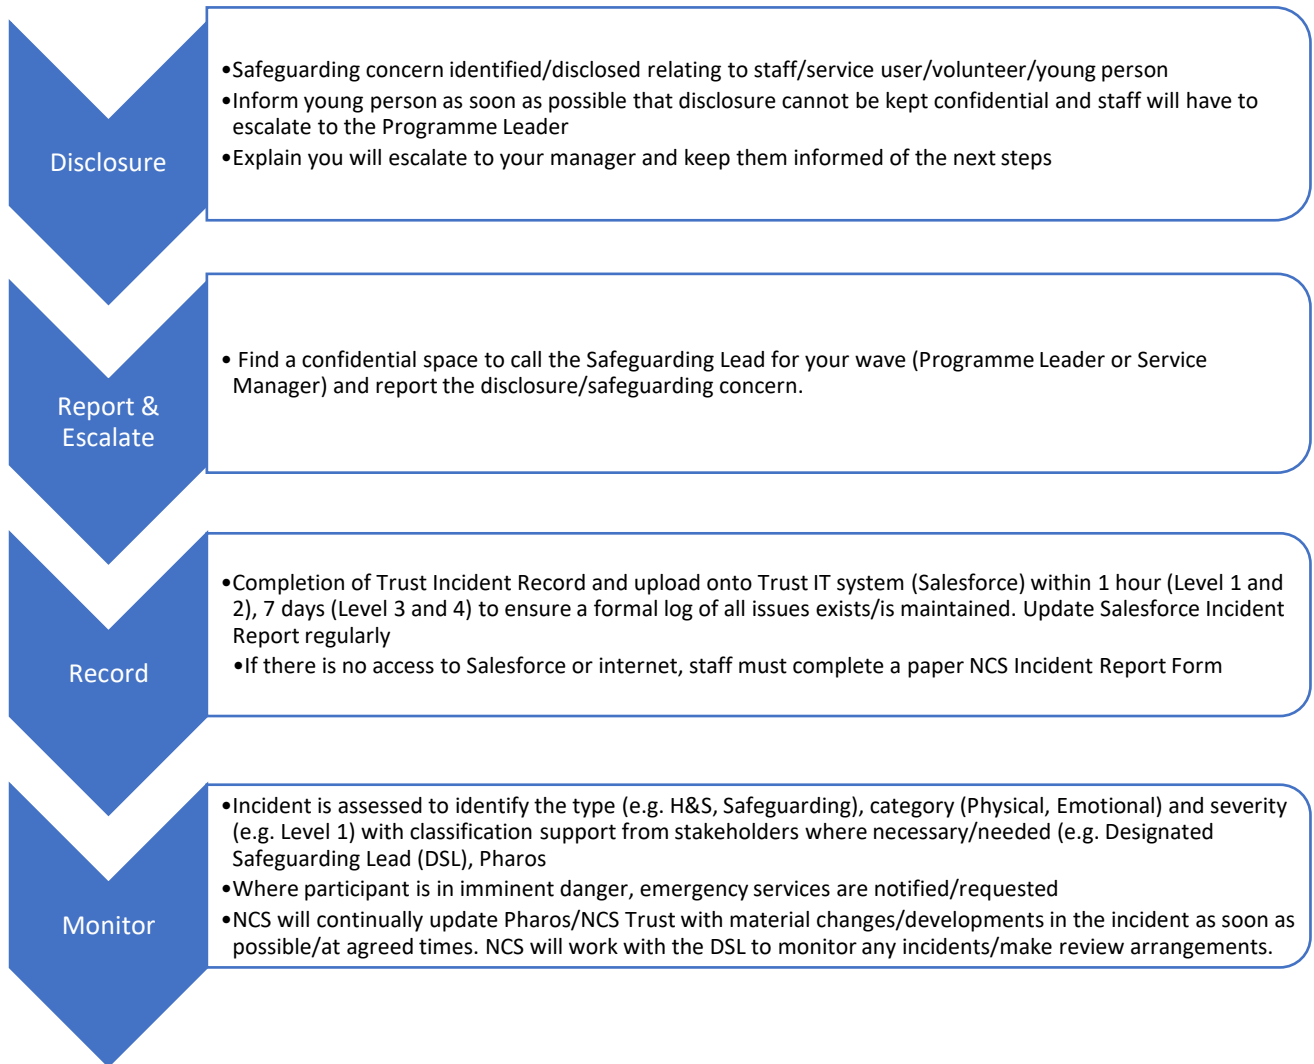 Disclosure
•Safeguarding concern identified/disclosed relating to staff/service user/volunteer/young person
•Inform young person as soon as possible that disclosure cannot be kept confidential and staff will have to
escalate to the Programme Leader
•Explain you will escalate to your manager and keep them informed of the next steps
Report &
Escalate
• Find a confidential space to call the Safeguarding Lead for your wave (Programme Leader or Service
Manager) and report the disclosure/safeguarding concern.
Record
•Completion of Trust Incident Record and upload onto Trust IT system (Salesforce) within 1 hour (Level 1 and
2), 7 days (Level 3 and 4) to ensure a formal log of all issues exists/is maintained. Update Salesforce Incident
Report regularly
•If there is no access to Salesforce or internet, staff must complete a paper NCS Incident Report Form
Monitor
•Incident is assessed to identify the type (e.g. H&S, Safeguarding), category (Physical, Emotional) and severity
(e.g. Level 1) with classification support from stakeholders where necessary/needed (e.g. Designated
Safeguarding Lead (DSL), Pharos
•Where participant is in imminent danger, emergency services are notified/requested
•NCS will continually update Pharos/NCS Trust with material changes/developments in the incident as soon as
possible/at agreed times. NCS will work with the DSL to monitor any incidents/make review arrangements.